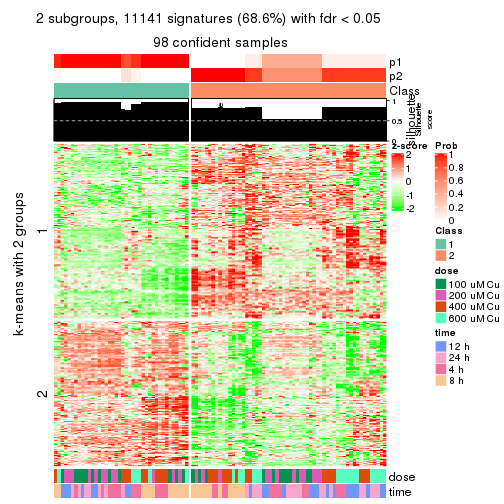 2 subgroups, 11141 signatures (68.6%) with fdr < 0.05
98 confident samples
p1
p2
Class
1
0.5
0
Silhouette
score
silhouette
k-means with 2 groups
1
2
z-score
2
1
0
-1
-2
Prob
1
0.8
0.6
0.4
0.2
0
Class
1
2
dose
100 uM Cu
200 uM Cu
400 uM Cu
600 uM Cu
time
12 h
24 h
4 h
8 h
dose
time